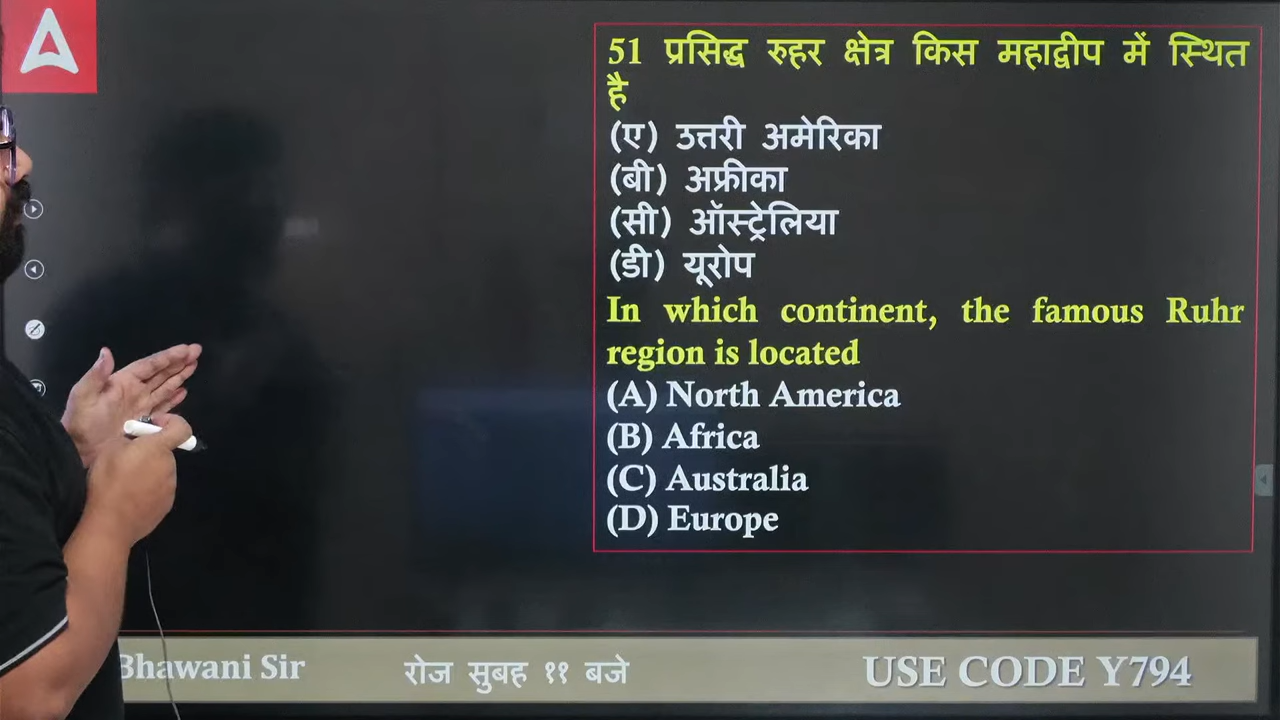 51 प्रसिद्ध रुहर क्षेत्र किस महाद्वीप में स्थित
है
(ए) उत्तरी अमेरिका
(बी) अफ्रीका
(सी) ऑस्ट्रेलिया
(डी) यूरोप
In which continent, the famous Ruhr
region is located
(A) North America
(B) Africa
(C) Australia
(D) Europe
Bhawani Sir रोज सुबह ११ बजे USE CODE Y794